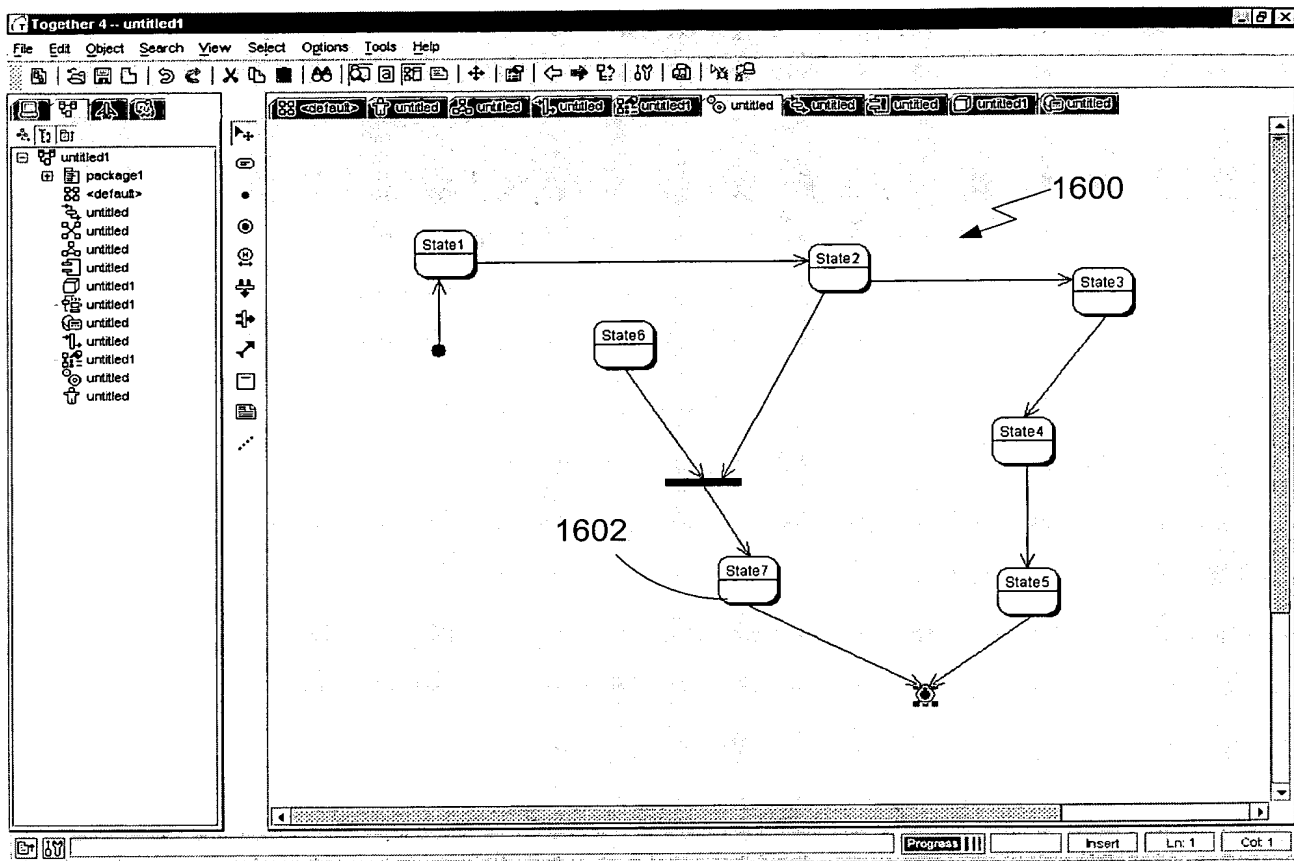 Together 4 -- untitled1
File Edit Object Search View Select Options Tools Help
<default> untitled untitled untitled untitled1 untitled untitled untitled untitled1 untitled
untitled1
package1
<default>
untitled
untitled
untitled
untitled
untitled1
untitled1
untitled
untitled
untitled1
untitled
untitled
1600
State1
State2
State3
State6
State4
1602
State7
State5
Progress Insert Ln: 1 Col: 1